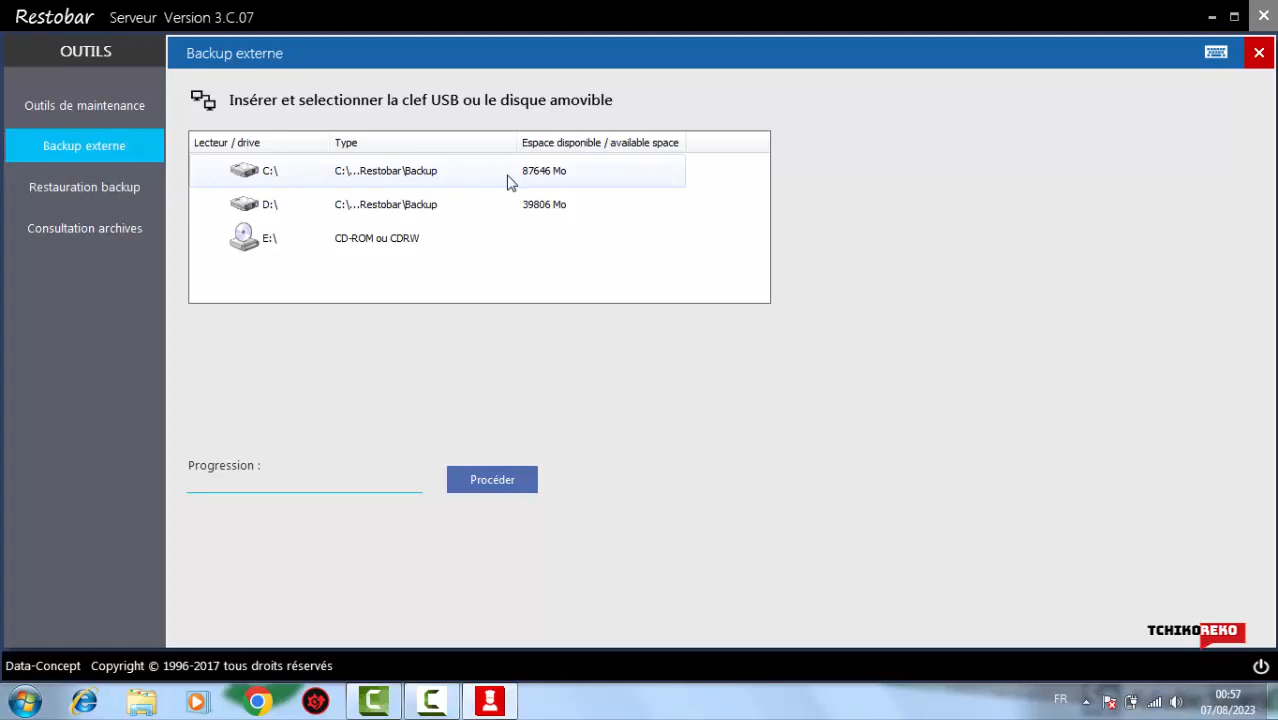 Restobar Serveur Version 3.C.07
OUTILS
Backup externe
Outils de maintenance
Backup externe
Restauration backup
Consultation archives
Insérer et selectionner la clef USB ou le disque amovible
Lecteur / drive Type Espace disponible / available space
C:\ C:\...Restobar\Backup 87646 Mo
D:\ C:\...Restobar\Backup 39806 Mo
E:\ CD-ROM ou CDRW
Progression :
Procéder
TCHIKOREKO
Data-Concept Copyright © 1996-2017 tous droits réservés
FR
00:57
07/08/2023